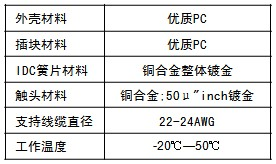 外壳材料 优质PC
插块材料 优质PC
IDC簧片材料 铜合金整体镀金
触头材料 铜合金;50μ"inch镀金
支持线缆直径 22-24AWG
工作温度 -20℃—50℃